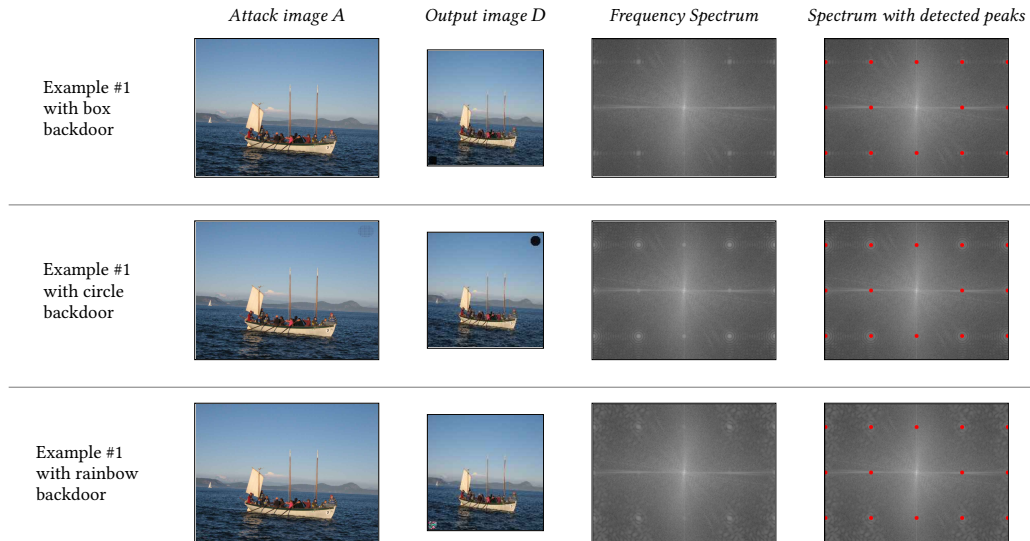 Attack image A
Output image D
Frequency Spectrum
Spectrum with detected peaks
Example #1
with box
backdoor
Example #1
with circle
backdoor
Example #1
with rainbow
backdoor